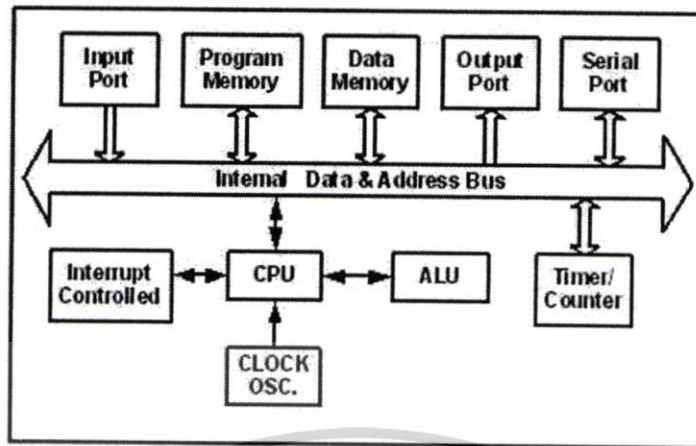 Input
Port
Program
Memory
Data
Memory
Output
Port
Serial
Port
Internal Data & Address Bus
Interrupt
Controlled
CPU
ALU
Timer/
Counter
CLOCK
OSC.